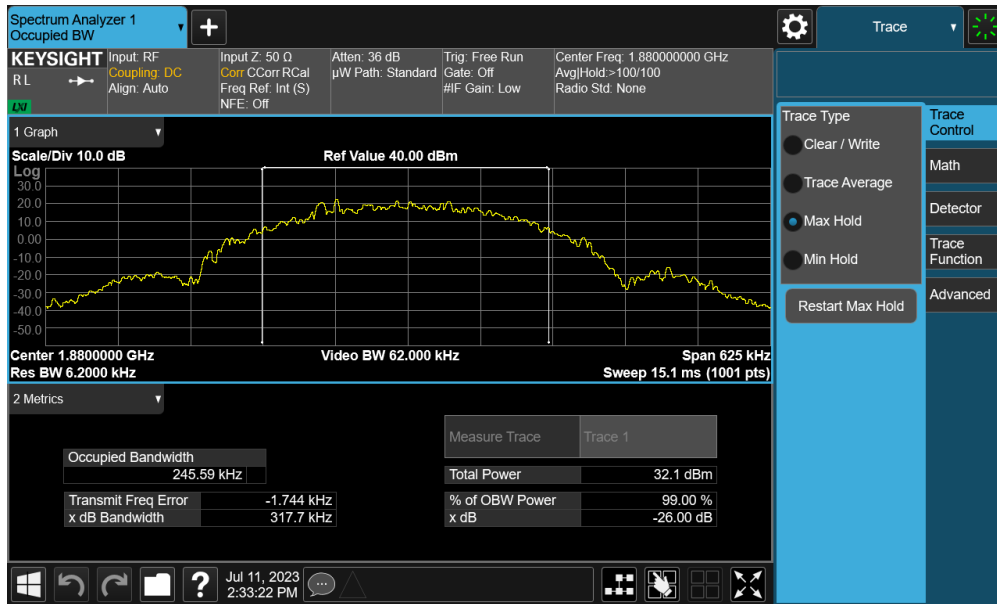 Spectrum Analyzer 1
Occupied BW
+
Trace
KEYSIGHT
R L
LXI
Input: RF
Coupling: DC
Align: Auto
Input Z: 50 Ω
Corr CCorr RCal
Freq Ref: Int (S)
NFE: Off
Atten: 36 dB
µW Path: Standard
Trig: Free Run
Gate: Off
#IF Gain: Low
Center Freq: 1.880000000 GHz
Avg|Hold:>100/100
Radio Std: None
1 Graph
Scale/Div 10.0 dB
Ref Value 40.00 dBm
Log
30.0
20.0
10.0
0.00
-10.0
-20.0
-30.0
-40.0
-50.0
Center 1.8800000 GHz
Video BW 62.000 kHz
Span 625 kHz
Res BW 6.2000 kHz
Sweep 15.1 ms (1001 pts)
2 Metrics
Measure Trace Trace 1
Occupied Bandwidth
245.59 kHz
Total Power 32.1 dBm
Transmit Freq Error -1.744 kHz
% of OBW Power 99.00 %
x dB Bandwidth 317.7 kHz
x dB -26.00 dB
Trace Type
Clear / Write
Trace Average
Max Hold
Min Hold
Restart Max Hold
Trace
Control
Math
Detector
Trace
Function
Advanced
?
Jul 11, 2023
2:33:22 PM